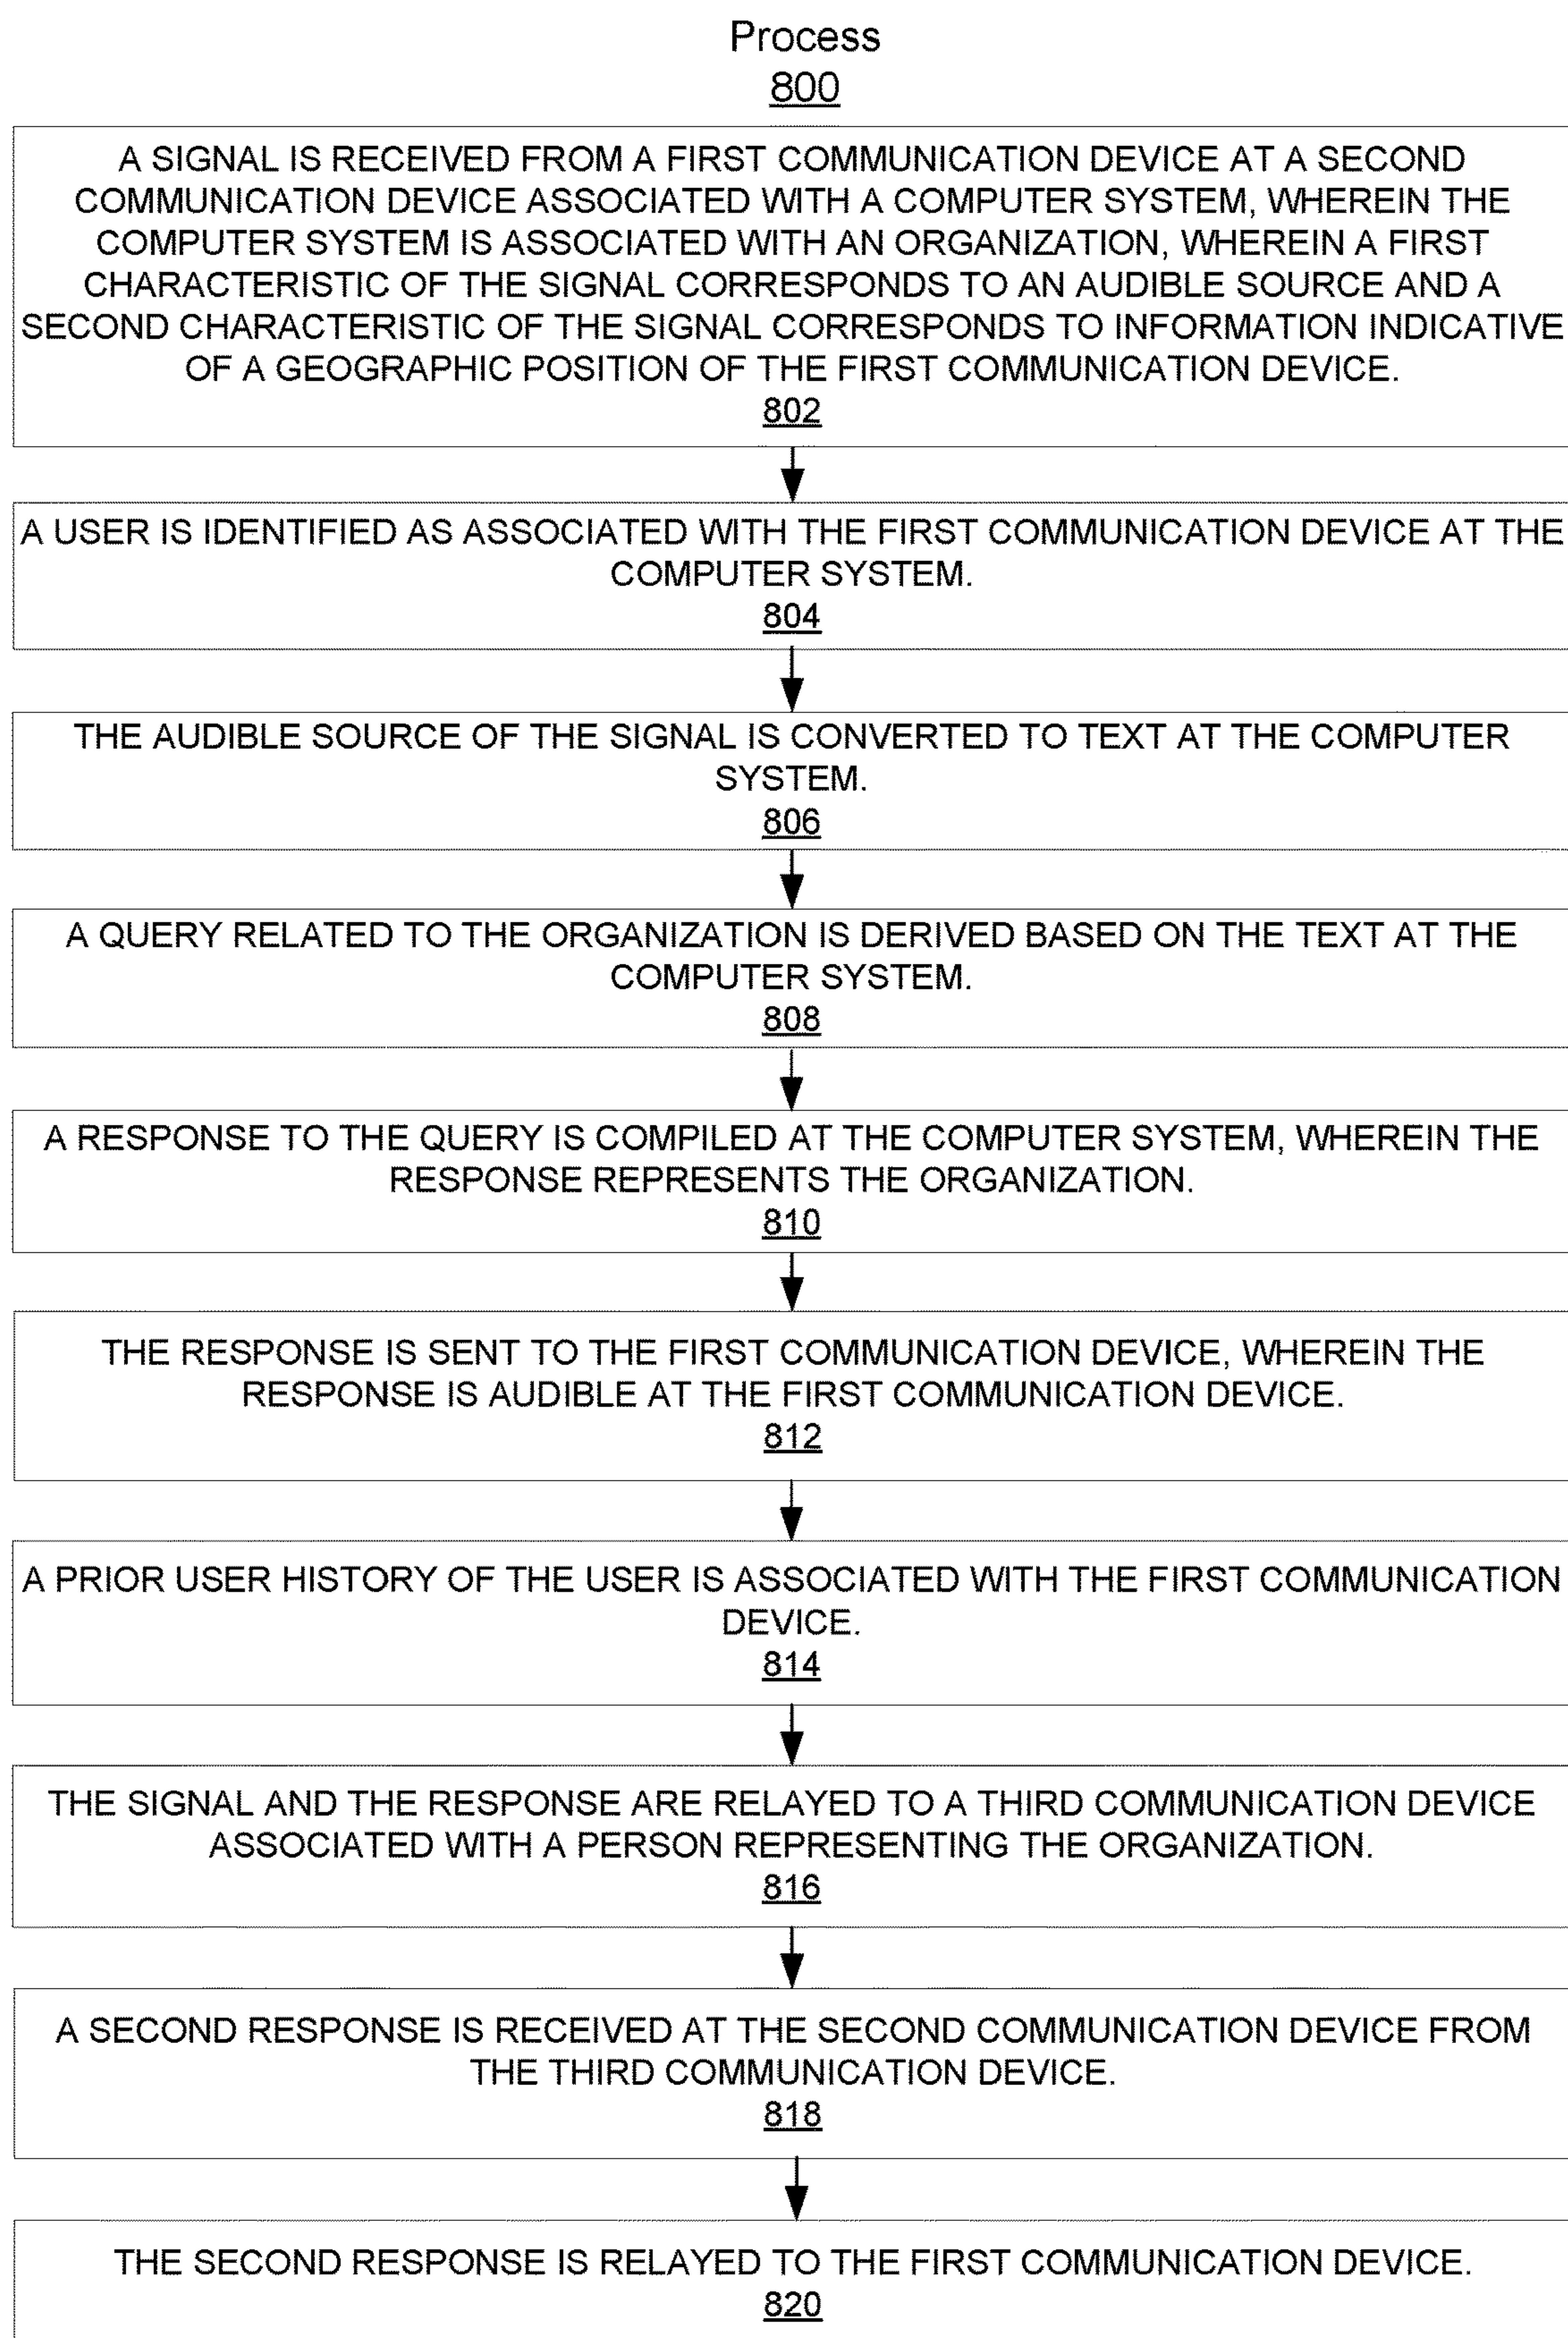 Process
800
A SIGNAL IS RECEIVED FROM A FIRST COMMUNICATION DEVICE AT A SECOND
COMMUNICATION DEVICE ASSOCIATED WITH A COMPUTER SYSTEM, WHEREIN THE
COMPUTER SYSTEM IS ASSOCIATED WITH AN ORGANIZATION, WHEREIN A FIRST
CHARACTERISTIC OF THE SIGNAL CORRESPONDS TO AN AUDIBLE SOURCE AND A
SECOND CHARACTERISTIC OF THE SIGNAL CORRESPONDS TO INFORMATION INDICATIVE
OF A GEOGRAPHIC POSITION OF THE FIRST COMMUNICATION DEVICE.
802
A USER IS IDENTIFIED AS ASSOCIATED WITH THE FIRST COMMUNICATION DEVICE AT THE
COMPUTER SYSTEM.
804
THE AUDIBLE SOURCE OF THE SIGNAL IS CONVERTED TO TEXT AT THE COMPUTER
SYSTEM.
806
A QUERY RELATED TO THE ORGANIZATION IS DERIVED BASED ON THE TEXT AT THE
COMPUTER SYSTEM.
808
A RESPONSE TO THE QUERY IS COMPILED AT THE COMPUTER SYSTEM, WHEREIN THE
RESPONSE REPRESENTS THE ORGANIZATION.
810
THE RESPONSE IS SENT TO THE FIRST COMMUNICATION DEVICE, WHEREIN THE
RESPONSE IS AUDIBLE AT THE FIRST COMMUNICATION DEVICE.
812
A PRIOR USER HISTORY OF THE USER IS ASSOCIATED WITH THE FIRST COMMUNICATION
DEVICE.
814
THE SIGNAL AND THE RESPONSE ARE RELAYED TO A THIRD COMMUNICATION DEVICE
ASSOCIATED WITH A PERSON REPRESENTING THE ORGANIZATION.
816
A SECOND RESPONSE IS RECEIVED AT THE SECOND COMMUNICATION DEVICE FROM
THE THIRD COMMUNICATION DEVICE.
818
THE SECOND RESPONSE IS RELAYED TO THE FIRST COMMUNICATION DEVICE.
820